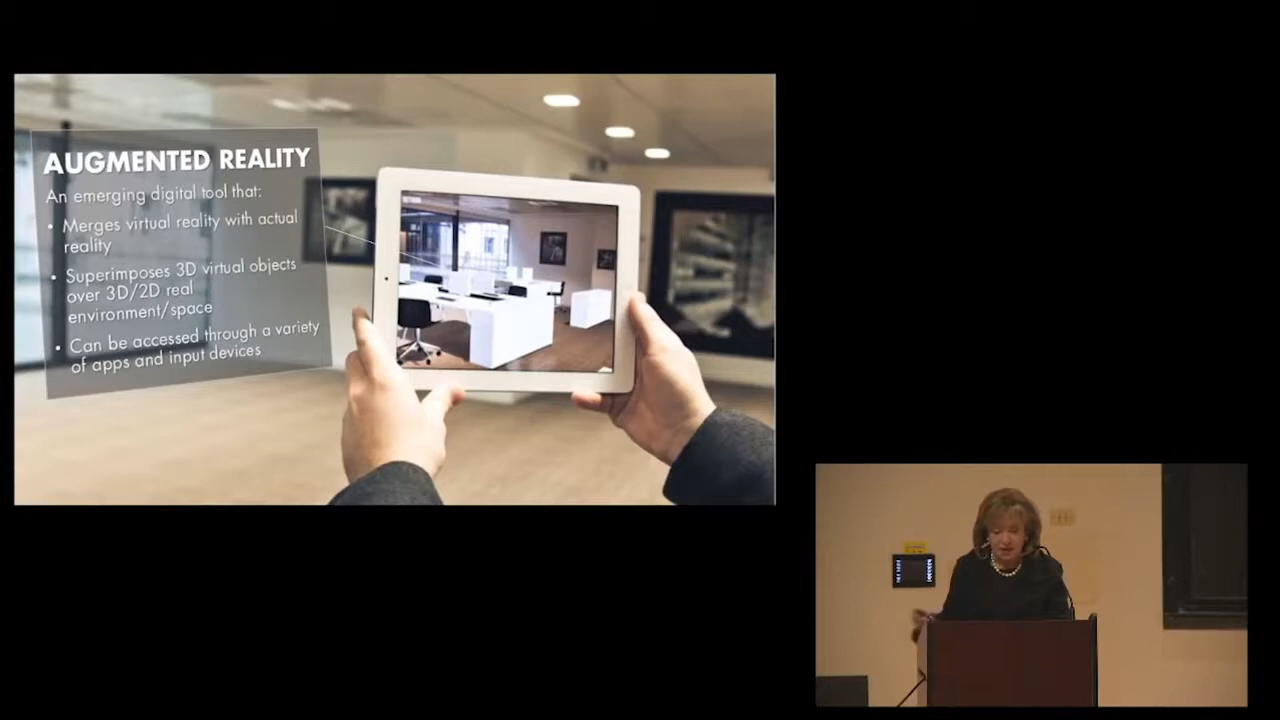 AUGMENTED REALITY
An emerging digital tool that:
• Merges virtual reality with actual
reality
• Superimposes 3D virtual objects
over 3D/2D real
environment/space
• Can be accessed through a variety
of apps and input devices